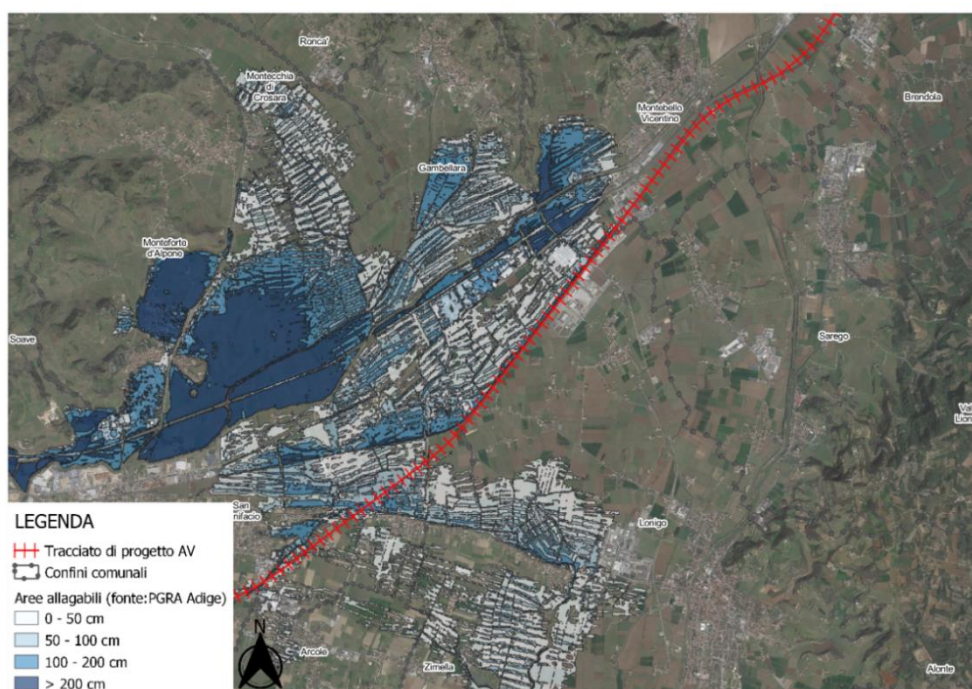 Ronca'
Montecchia
di
Crosara
Montebello
Vicentino
Brendola
Gambellara
Monteforte
d'Alpone
Soave
Sarego
San
Lonigo
Arcole
Zimella
Alonte
N
LEGENDA
Tracciato di progetto AV
Confini comunali
Aree allagabili (fonte:PGRA Adige)
0 - 50 cm
50 - 100 cm
100 - 200 cm
> 200 cm